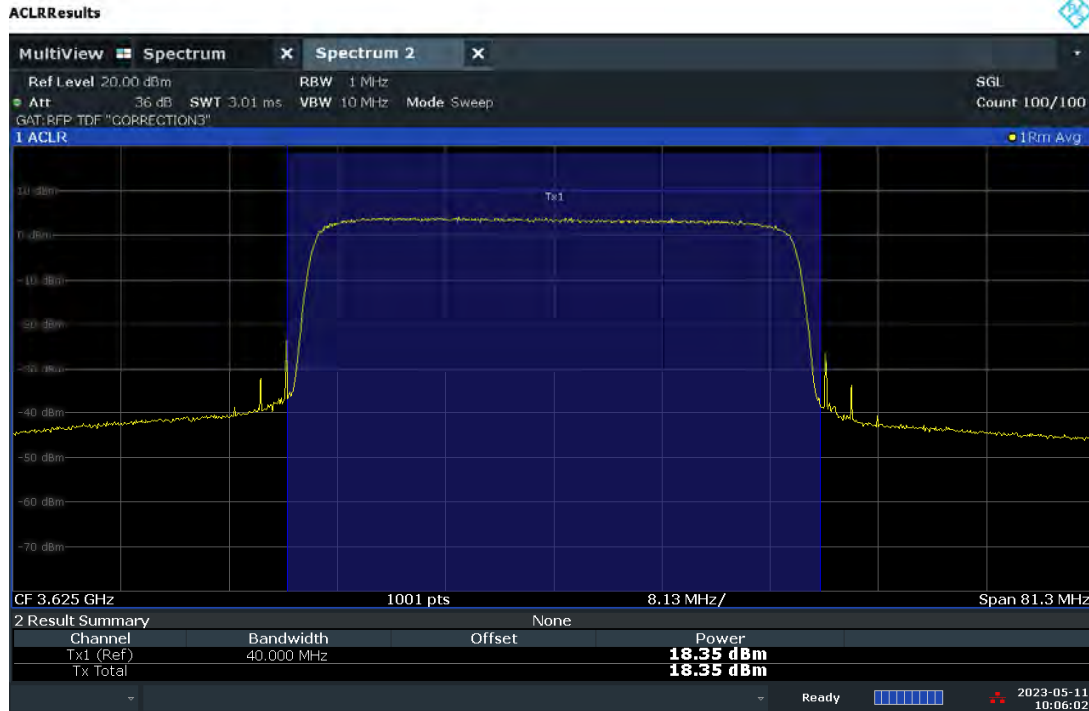 ACLRResults
MultiView Spectrum X Spectrum 2 X
Ref Level 20.00 dBm RBW 1 MHz SGL
Att 36 dB SWT 3.01 ms VBW 10 MHz Mode Sweep Count 100/100
GAT:RFP TDF "CORRECTION3"
1 ACLR 1Rm Avg
10 dBm
Tx1
0 dBm
-10 dBm
-20 dBm
-30 dBm
-40 dBm
-50 dBm
-60 dBm
-70 dBm
CF 3.625 GHz 1001 pts 8.13 MHz/ Span 81.3 MHz
2 Result Summary None
Channel Bandwidth Offset Power
Tx1 (Ref) 40.000 MHz 18.35 dBm
Tx Total 18.35 dBm
Ready 2023-05-11
10:06:02